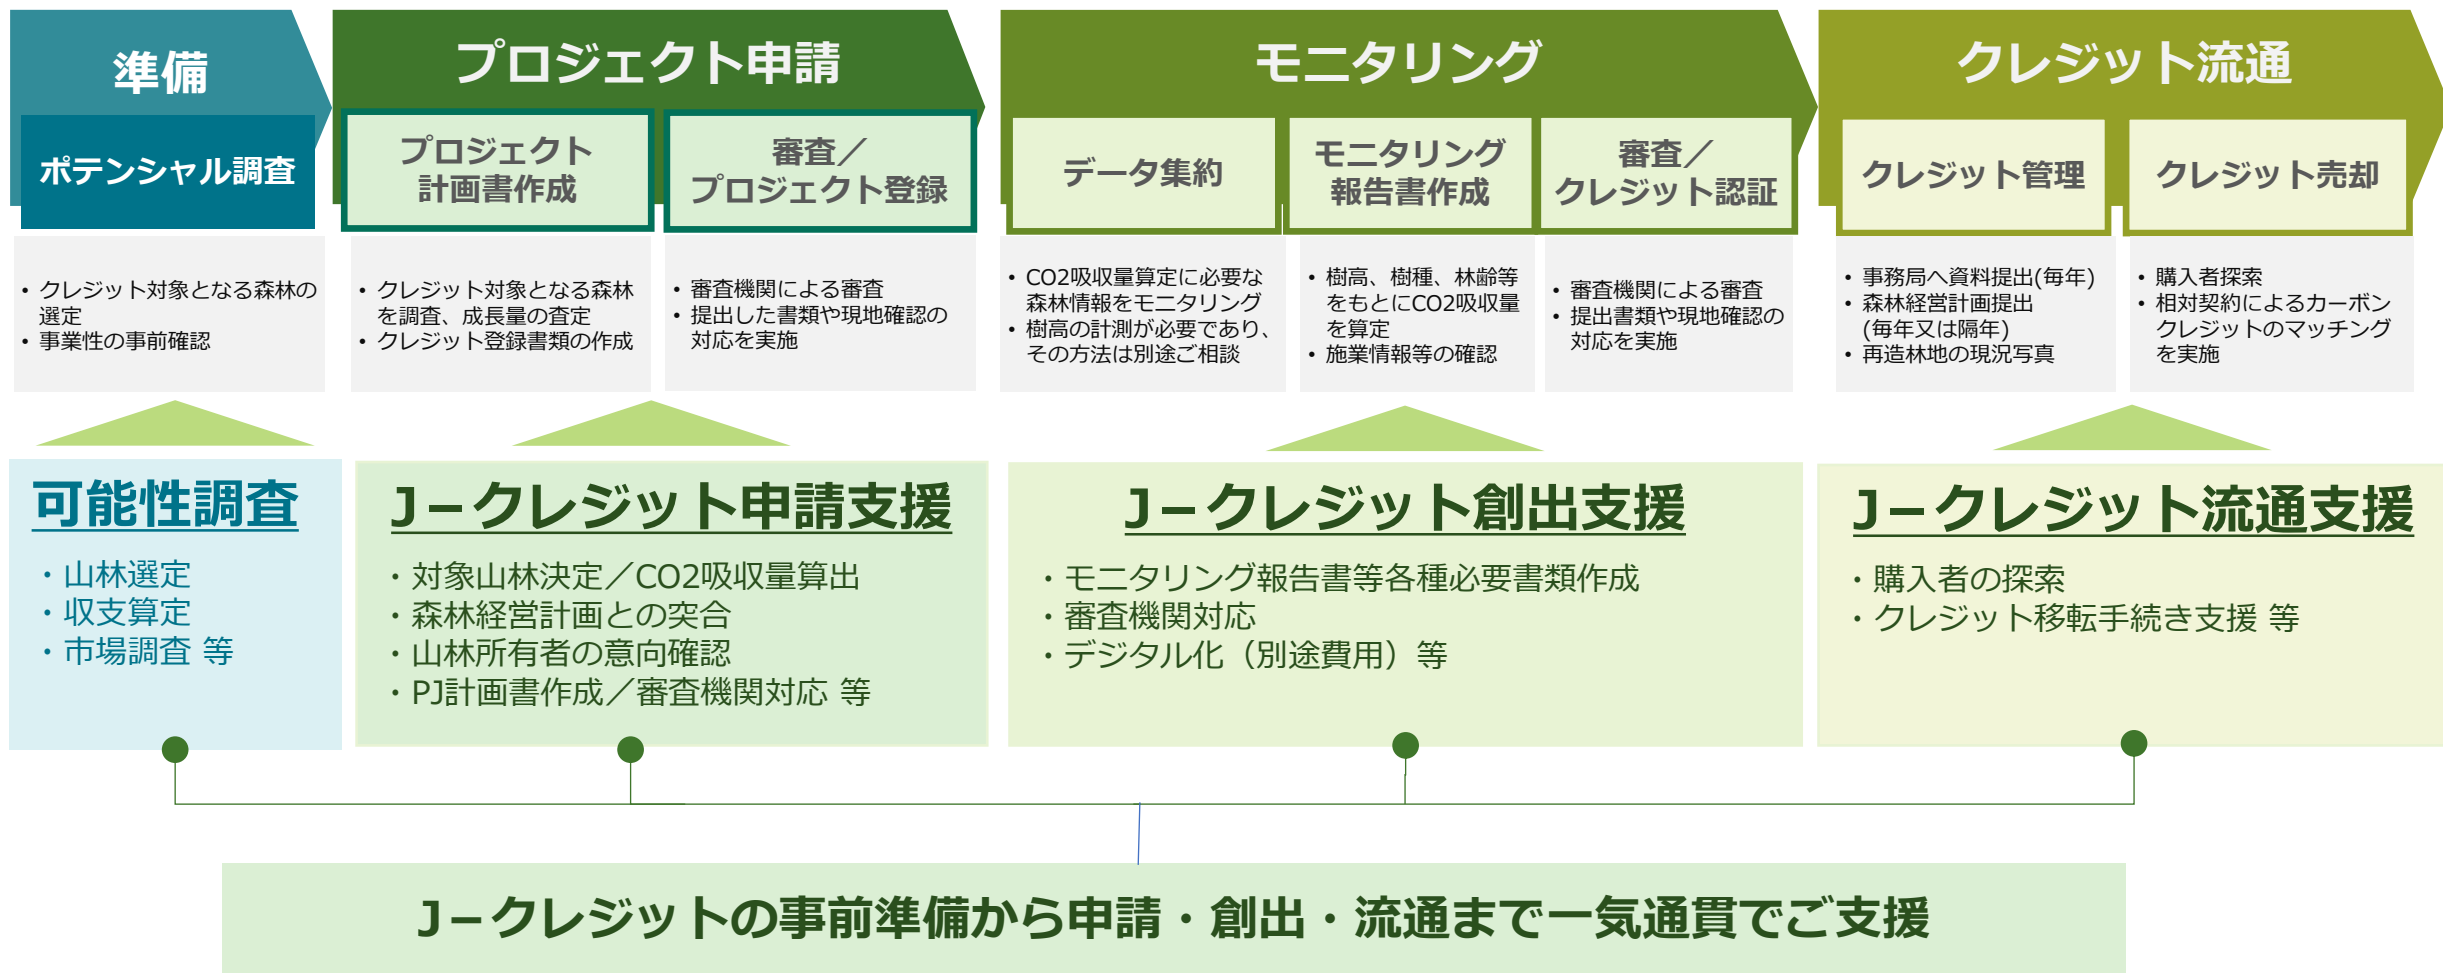 準備
ポテンシャル調査
・クレジット対象となる森林の
選定
・事業性の事前確認
プロジェクト申請
プロジェクト
計画書作成
・クレジット対象となる森林
を調査、成長量の査定
・クレジット登録書類の作成
審査／
プロジェクト登録
・審査機関による審査
・提出した書類や現地確認の
対応を実施
モニタリング
データ集約
・CO2吸収量算定に必要な
森林情報をモニタリング
・樹高の計測が必要であり、
その方法は別途ご相談
モニタリング
報告書作成
・樹高、樹種、林齢等
をもとにCO2吸収量
を算定
・施業情報等の確認
審査／
クレジット認証
・審査機関による審査
・提出書類や現地確認の
対応を実施
クレジット流通
クレジット管理
・事務局へ資料提出(毎年)
・森林経営計画提出
(毎年又は隔年)
・再造林地の現況写真
クレジット売却
・購入者探索
・相対契約によるカーボン
クレジットのマッチング
を実施
可能性調査
・山林選定
・収支算定
・市場調査 等
J－クレジット申請支援
・対象山林決定／CO2吸収量算出
・森林経営計画との突合
・山林所有者の意向確認
・PJ計画書作成／審査機関対応 等
J－クレジット創出支援
・モニタリング報告書等各種必要書類作成
・審査機関対応
・デジタル化（別途費用）等
J－クレジット流通支援
・購入者の探索
・クレジット移転手続き支援 等
J－クレジットの事前準備から申請・創出・流通まで一気通貫でご支援